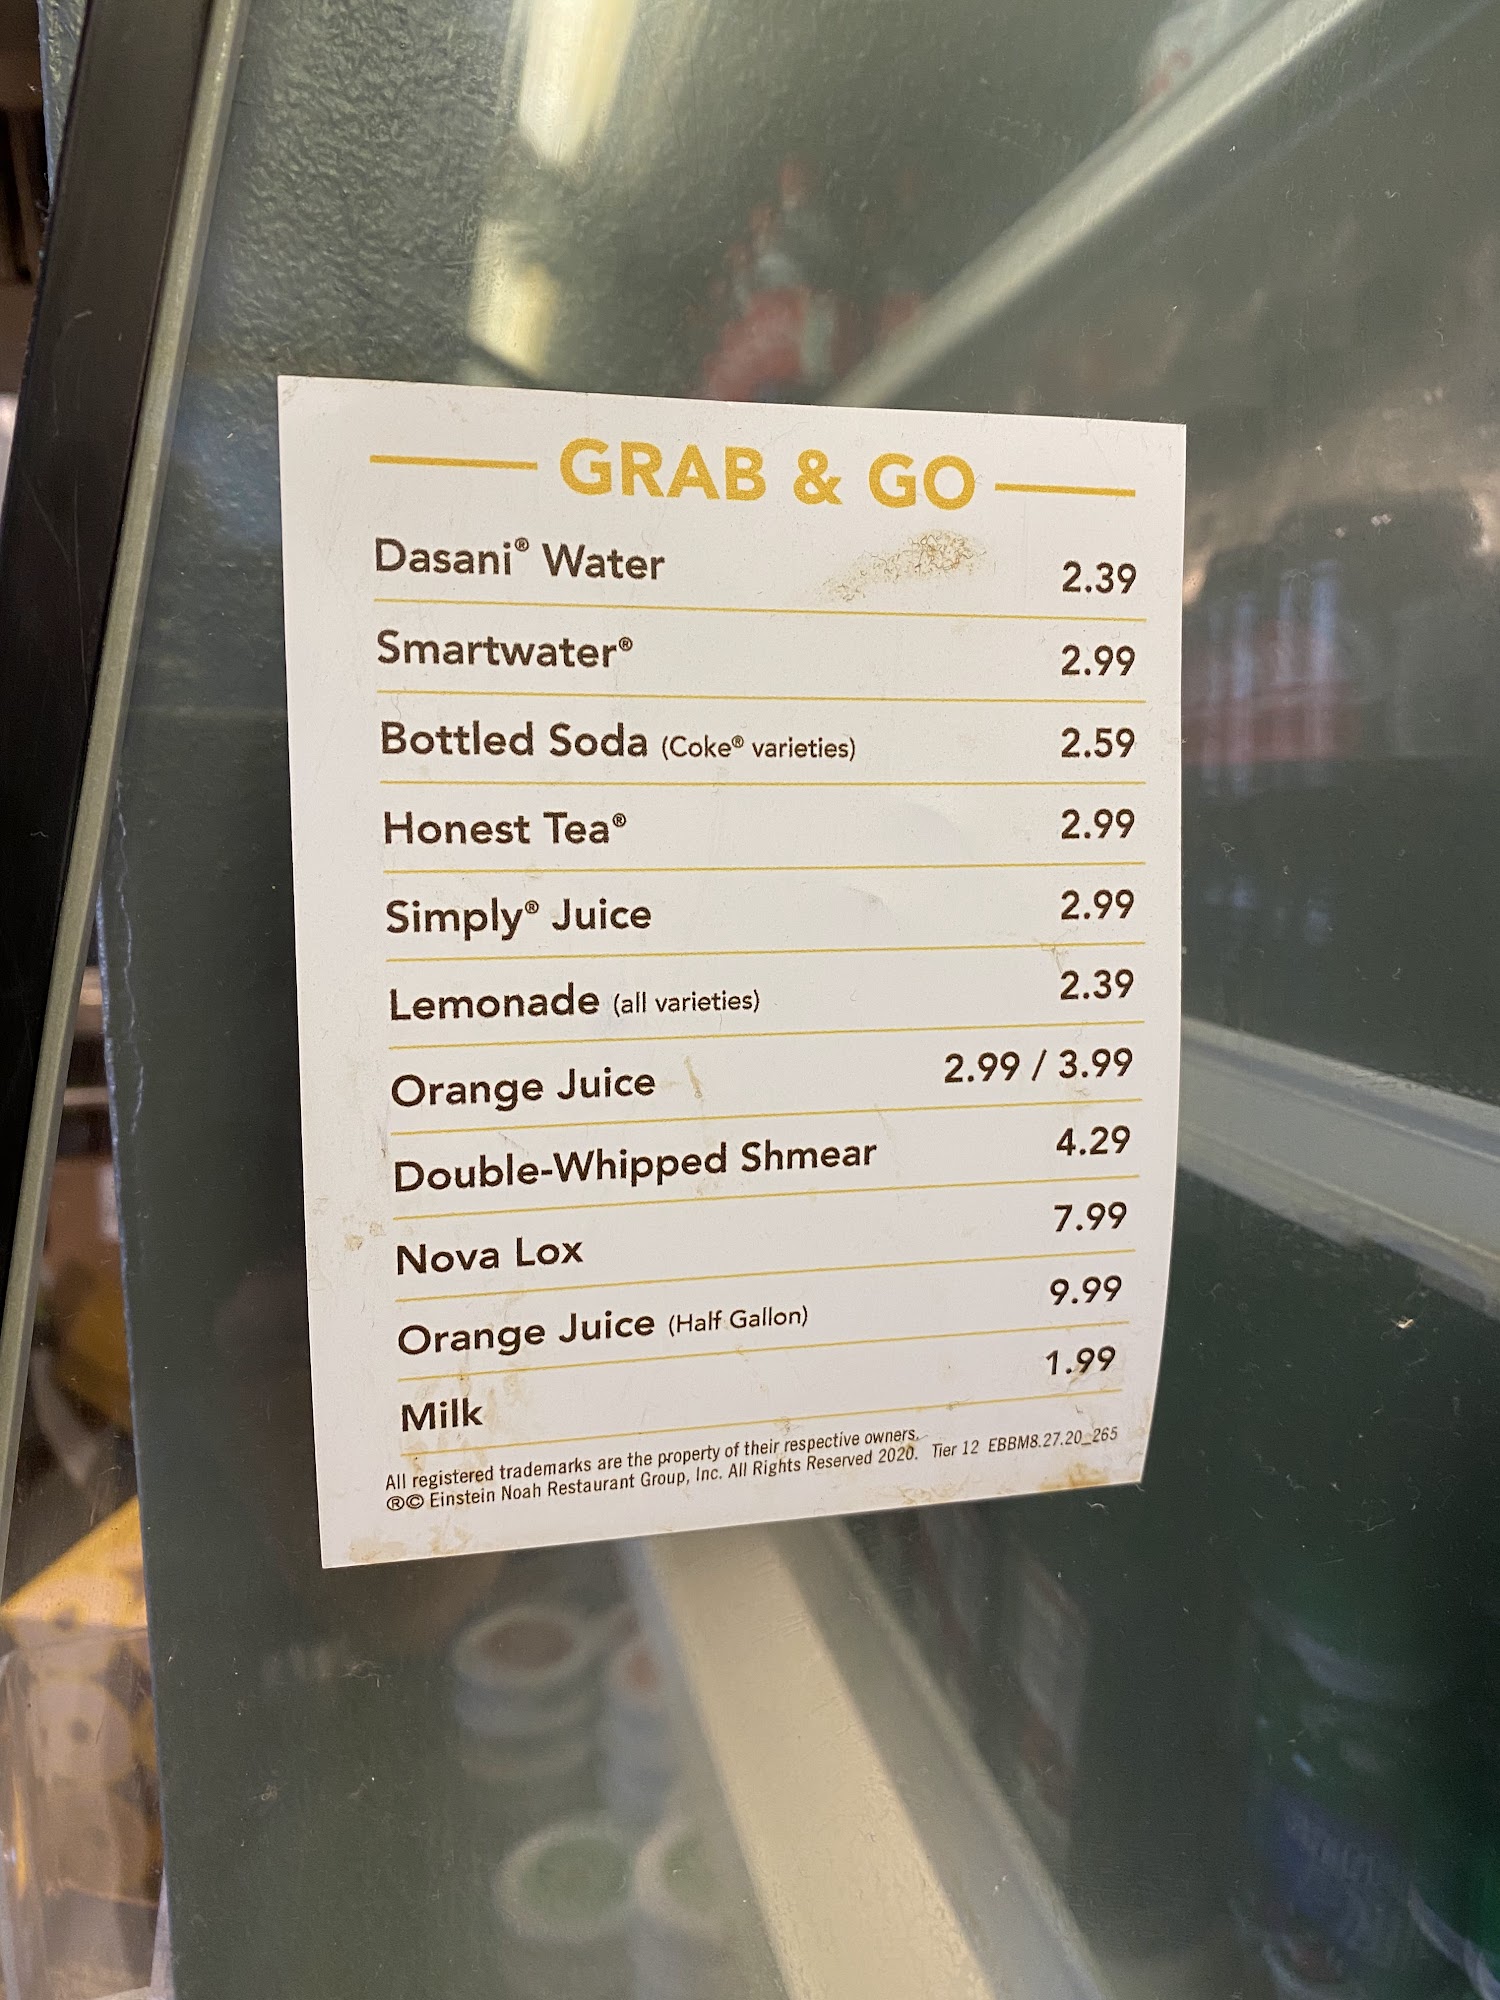 GRAB & GO
Dasani® Water 2.39
Smartwater® 2.99
Bottled Soda (Coke® varieties) 2.59
Honest Tea® 2.99
Simply® Juice 2.99
Lemonade (all varieties) 2.39
Orange Juice 2.99 / 3.99
Double-Whipped Shmear 4.29
Nova Lox 7.99
Orange Juice (Half Gallon) 9.99
Milk 1.99
All registered trademarks are the property of their respective owners.
®© Einstein Noah Restaurant Group, Inc. All Rights Reserved 2020. Tier 12 EBBM8.27.20_265